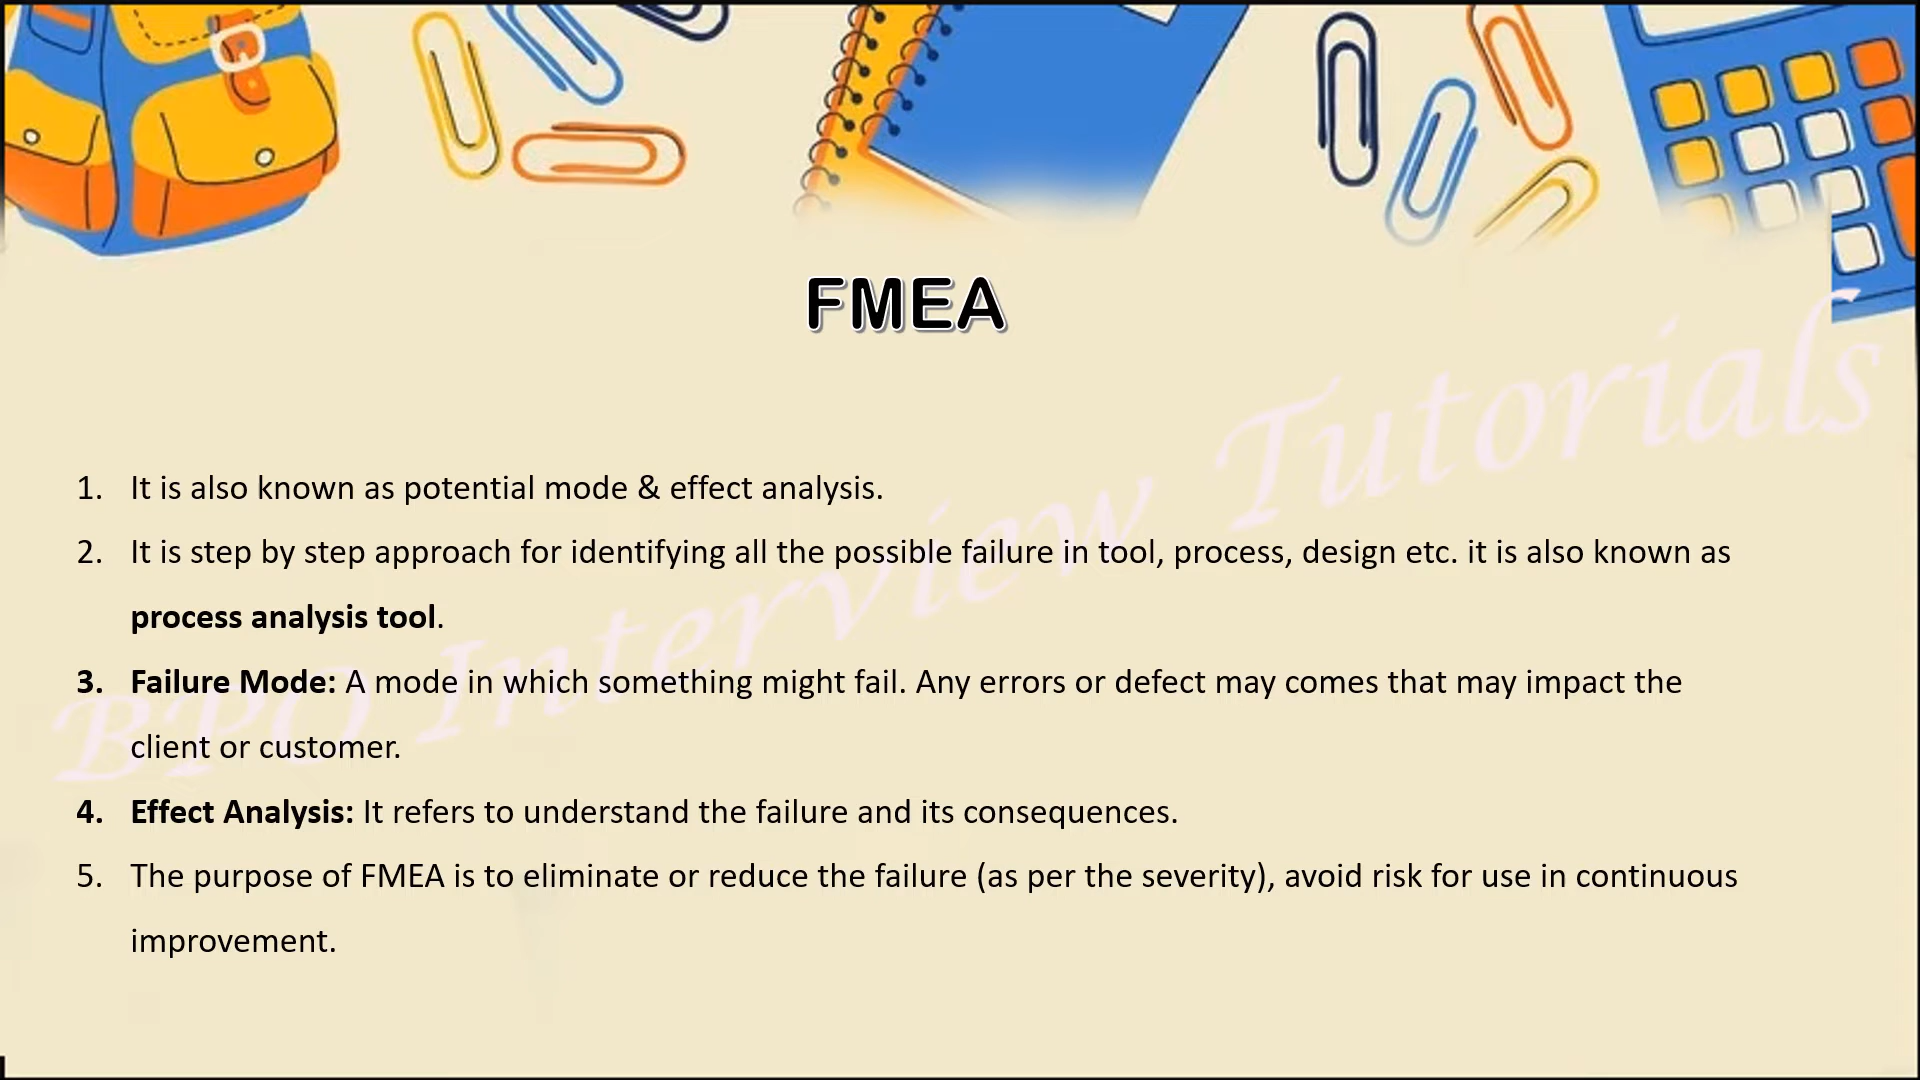 FMEA
1. It is also known as potential mode & effect analysis.
2. It is step by step approach for identifying all the possible failure in tool, process, design etc. it is also known as
process analysis tool.
3. Failure Mode: A mode in which something might fail. Any errors or defect may comes that may impact the
client or customer.
4. Effect Analysis: It refers to understand the failure and its consequences.
5. The purpose of FMEA is to eliminate or reduce the failure (as per the severity), avoid risk for use in continuous
improvement.
BPO Interview Tutorials